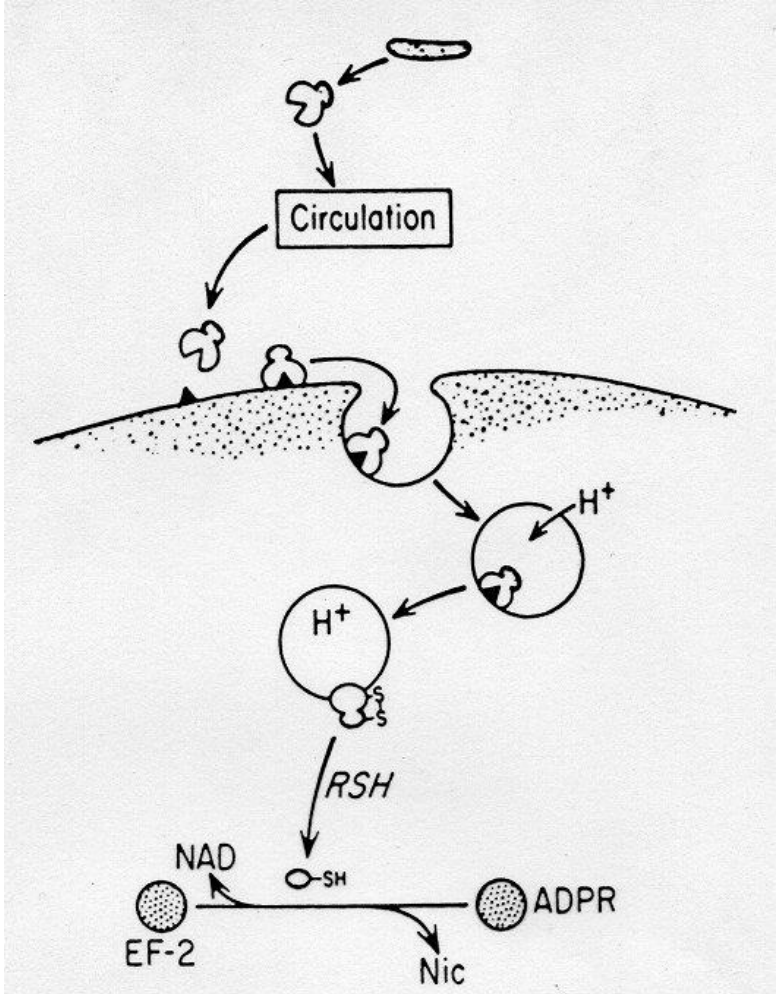 Circulation
H+
H+
S
S
RSH
NAD
SH
ADPR
EF-2
Nic